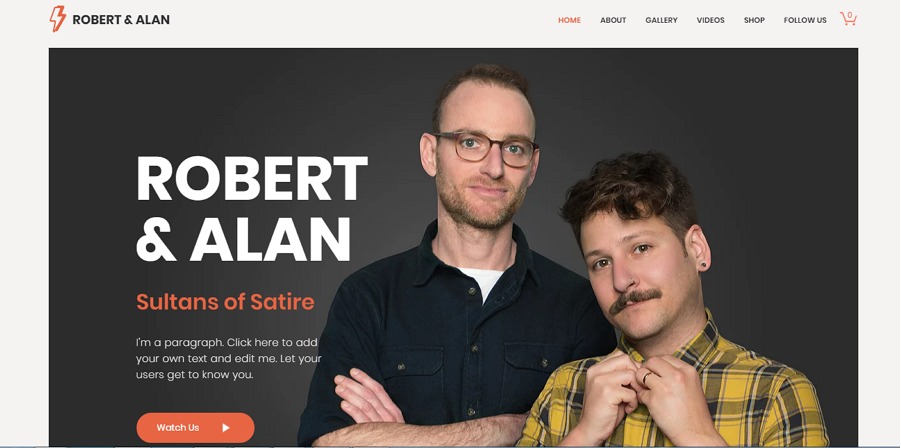 ROBERT & ALAN
HOME ABOUT GALLERY VIDEOS SHOP FOLLOW US 0
ROBERT
& ALAN
Sultans of Satire
I'm a paragraph. Click here to add
your own text and edit me. Let your
users get to know you.
Watch Us